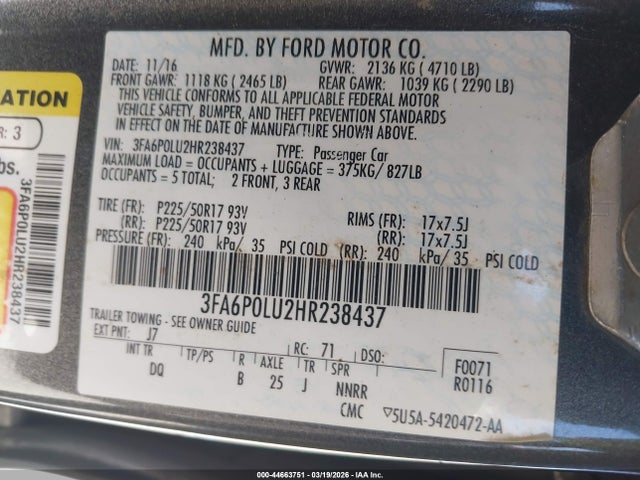 MFD. BY FORD MOTOR CO.
DATE: 11/16 GVWR: 2136 KG ( 4710 LB)
FRONT GAWR: 1118 KG ( 2465 LB) REAR GAWR: 1039 KG ( 2290 LB)
THIS VEHICLE CONFORMS TO ALL APPLICABLE FEDERAL MOTOR
VEHICLE SAFETY, BUMPER, AND THEFT PREVENTION STANDARDS
IN EFFECT ON THE DATE OF MANUFACTURE SHOWN ABOVE.
VIN: 3FA6P0LU2HR238437 TYPE: Passenger Car
MAXIMUM LOAD = OCCUPANTS + LUGGAGE = 375KG/ 827LB
OCCUPANTS = 5 TOTAL; 2 FRONT, 3 REAR
TIRE (FR): P225/50R17 93V RIMS (FR): 17x7.5J
(RR): P225/50R17 93V (RR): 17x7.5J
PRESSURE (FR): 240 kPa/ 35 PSI COLD (RR): 240 kPa/ 35 PSI COLD
3FA6P0LU2HR238437
TRAILER TOWING - SEE OWNER GUIDE
EXT PNT: J7 RC: 71 DSO:
INT TR TP/PS R AXLE TR SPR F0071
DQ B 25 J NNRR R0116
CMC ▽5U5A-5420472-AA
ATION
R: 3
bs.
3FA6P0LU2HR238437
000-44663751 - 03/19/2026 - IAA Inc.